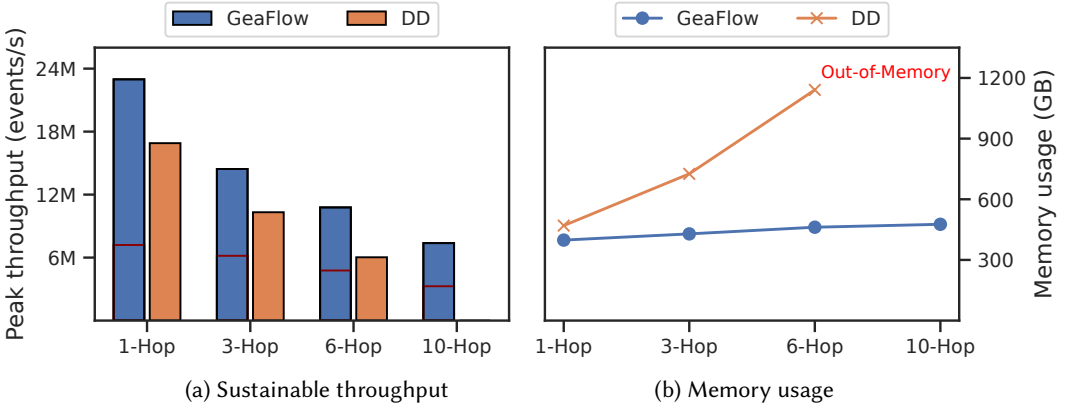 GeaFlow DD
Peak throughput (events/s)
24M
18M
12M
6M
1-Hop 3-Hop 6-Hop 10-Hop
(a) Sustainable throughput
GeaFlow DD
Out-of-Memory
1200
900
600
300
Memory usage (GB)
1-Hop 3-Hop 6-Hop 10-Hop
(b) Memory usage